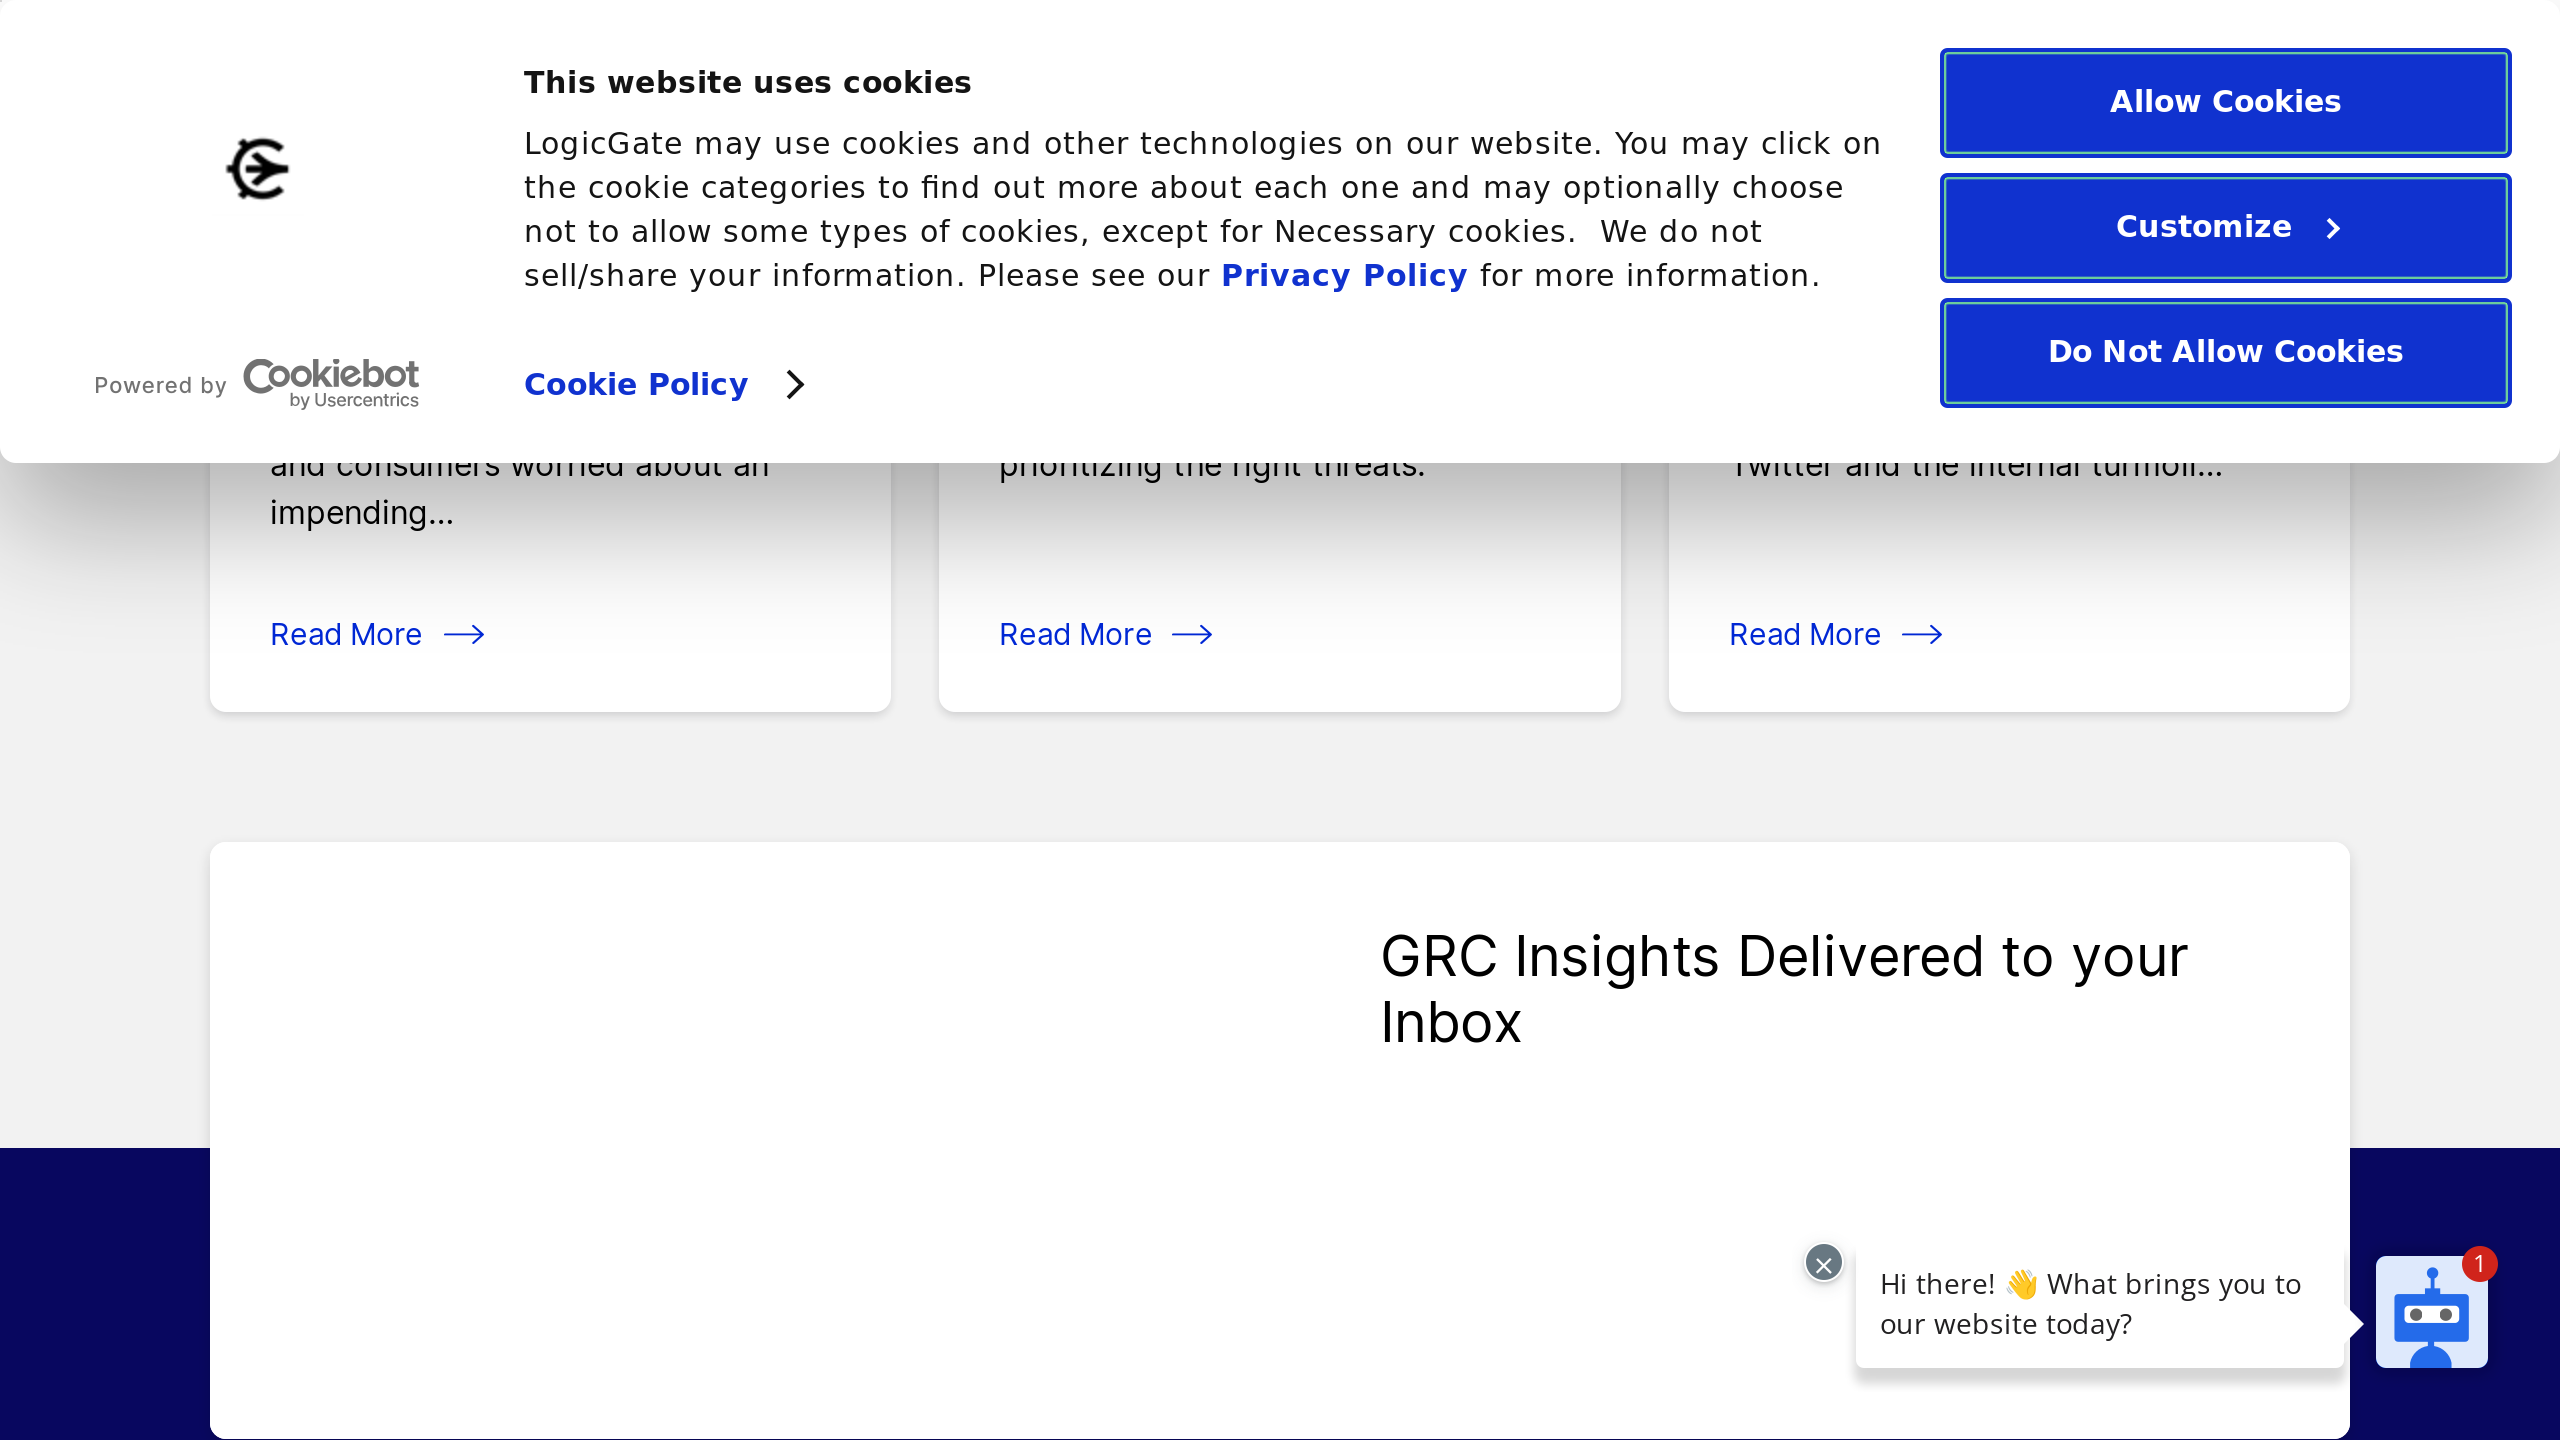 This website uses cookies
LogicGate may use cookies and other technologies on our website. You may click on
the cookie categories to find out more about each one and may optionally choose
not to allow some types of cookies, except for Necessary cookies.  We do not
sell/share your information. Please see our Privacy Policy for more information.
Powered by Cookiebot
by Usercentrics
Cookie Policy
Allow Cookies
Customize
Do Not Allow Cookies
and consumers worried about an
impending...
Read More
prioritizing the right threats.
Read More
Twitter and the internal turmoil...
Read More
GRC Insights Delivered to your
Inbox
Hi there! 👋 What brings you to
our website today?
1